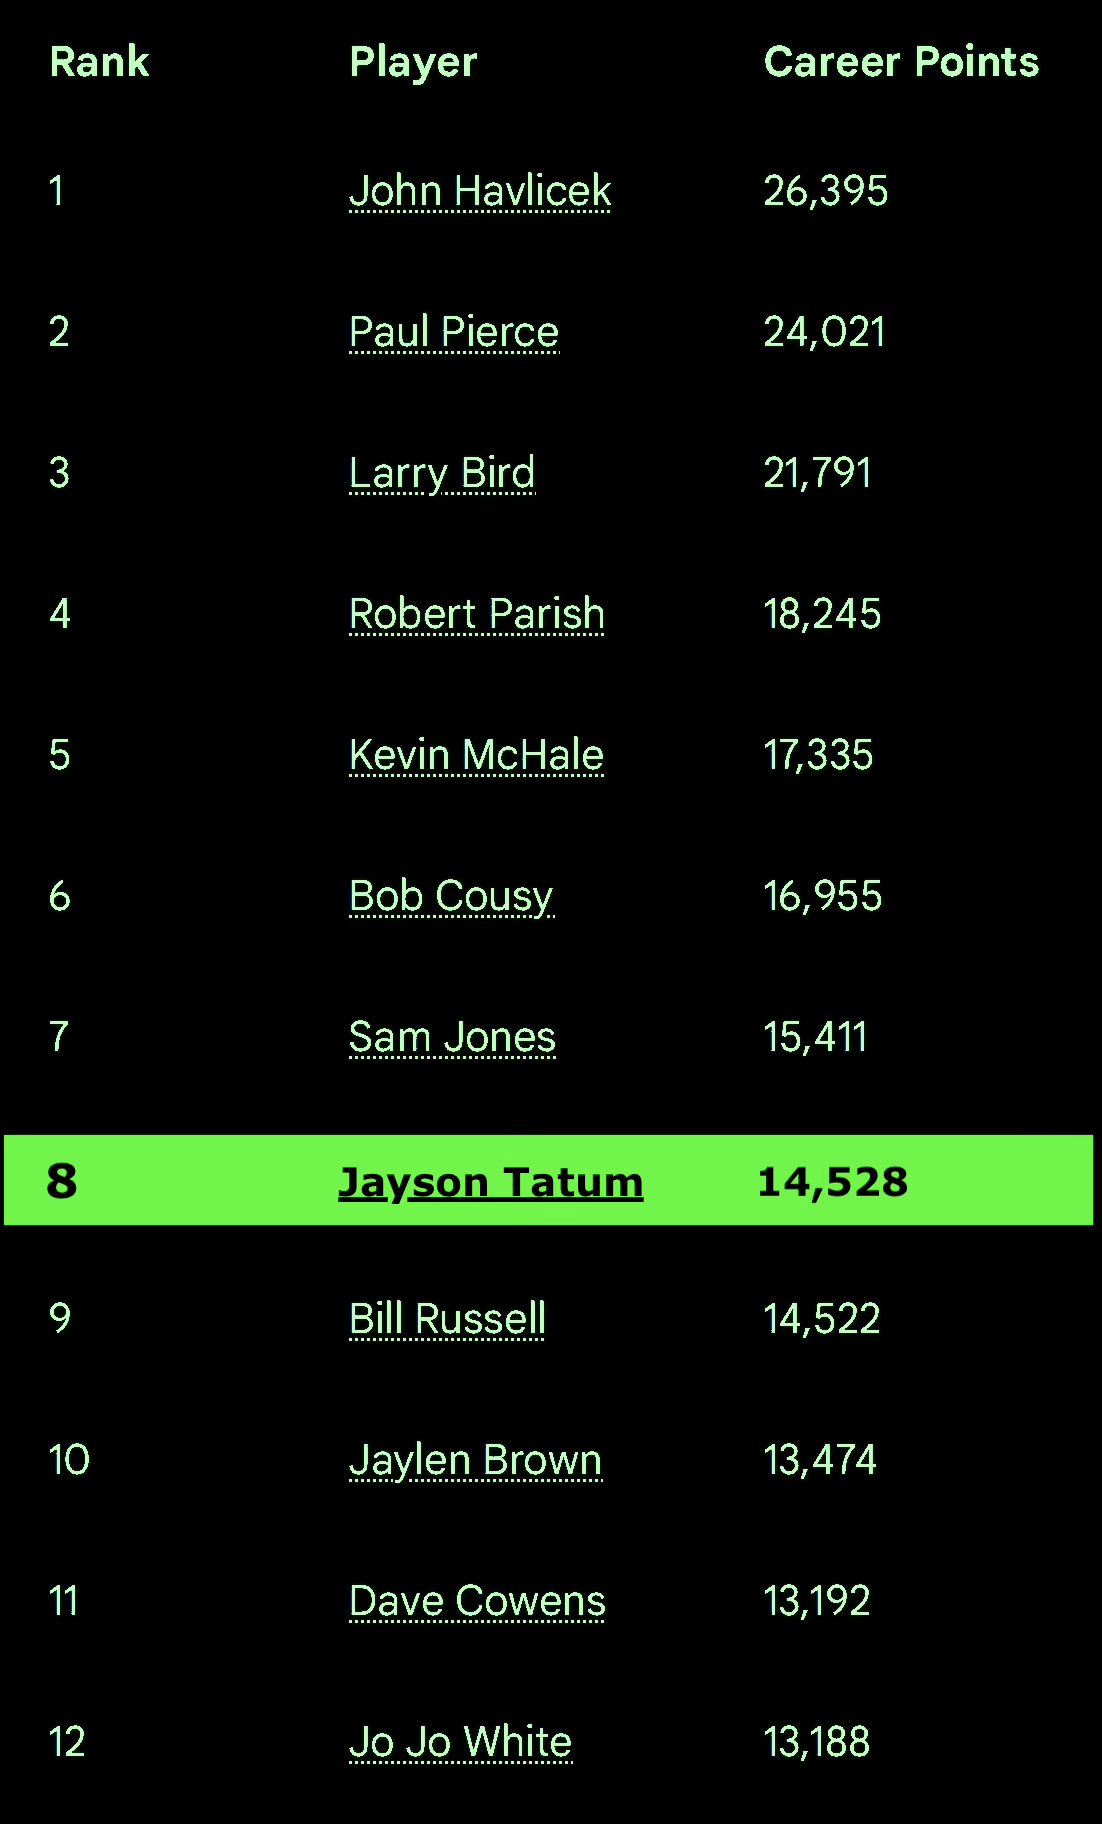 Rank Player Career Points
1 John Havlicek 26,395
2 Paul Pierce 24,021
3 Larry Bird 21,791
4 Robert Parish 18,245
5 Kevin McHale 17,335
6 Bob Cousy 16,955
7 Sam Jones 15,411
8 Jayson Tatum 14,528
9 Bill Russell 14,522
10 Jaylen Brown 13,474
11 Dave Cowens 13,192
12 Jo Jo White 13,188